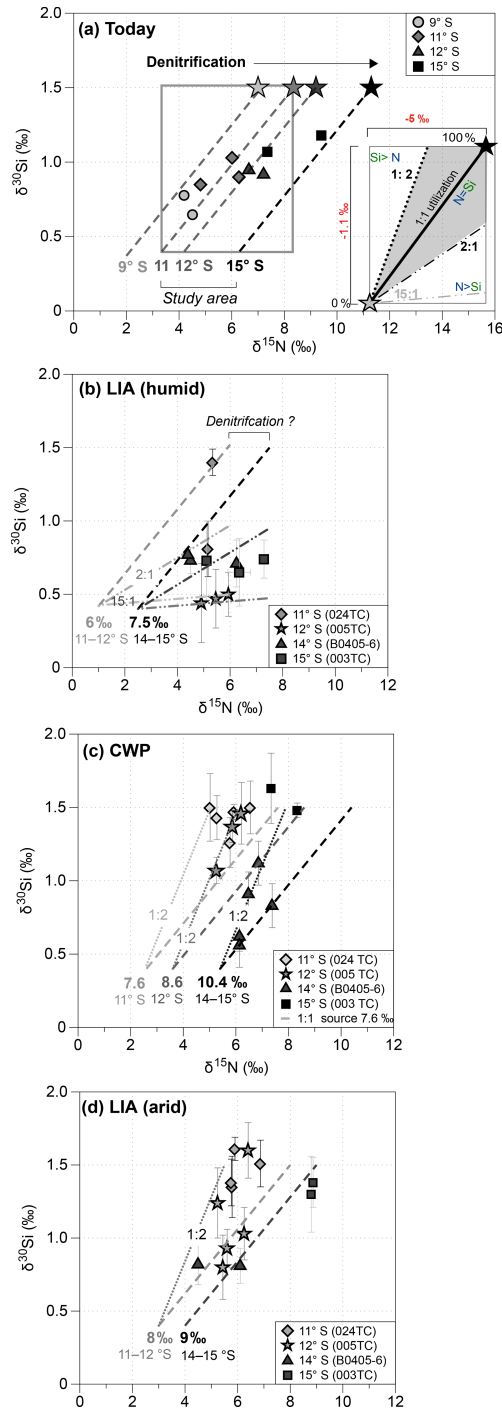 (a) Today
9° S
11° S
12° S
15° S
Denitrification
-5 ‰
100 %
Si> N
1: 2
1:1 utilization
N=Si
2:1
-1.1 ‰
15:1
N>Si
0 %
9° S 11 12° S 15° S
Study area
2.0
1.5
1.0
0.5
0
δ30Si (‰)
0 2 4 6 8 10 12 14 16
δ15N (‰)
(b) LIA (humid)
Denitrifcation ?
2:1
15:1
6 ‰ 7.5 ‰
11–12° S 14–15° S
11° S (024TC)
12° S (005TC)
14° S (B0405-6)
15° S (003TC)
2.0
1.5
1.0
0.5
0
δ30Si (‰)
0 2 4 6 8 10 12
δ15N (‰)
(c) CWP
1:2
1:2
1:2
7.6 8.6 10.4 ‰
11° S 12° S 14–15° S
11° S (024 TC)
12° S (005 TC)
14° S (B0405-6)
15° S (003 TC)
1:1 source 7.6 ‰
2.0
1.5
1.0
0.5
0
δ30Si (‰)
0 2 4 6 8 10 12
δ15N (‰)
(d) LIA (arid)
1:2
8 ‰ 9 ‰
11–12 °S 14–15 °S
11° S (024TC)
12° S (005TC)
14° S (B0405-6)
15° S (003TC)
2.0
1.5
1.0
0.5
δ30Si (‰)
0 2 4 6 8 10 12